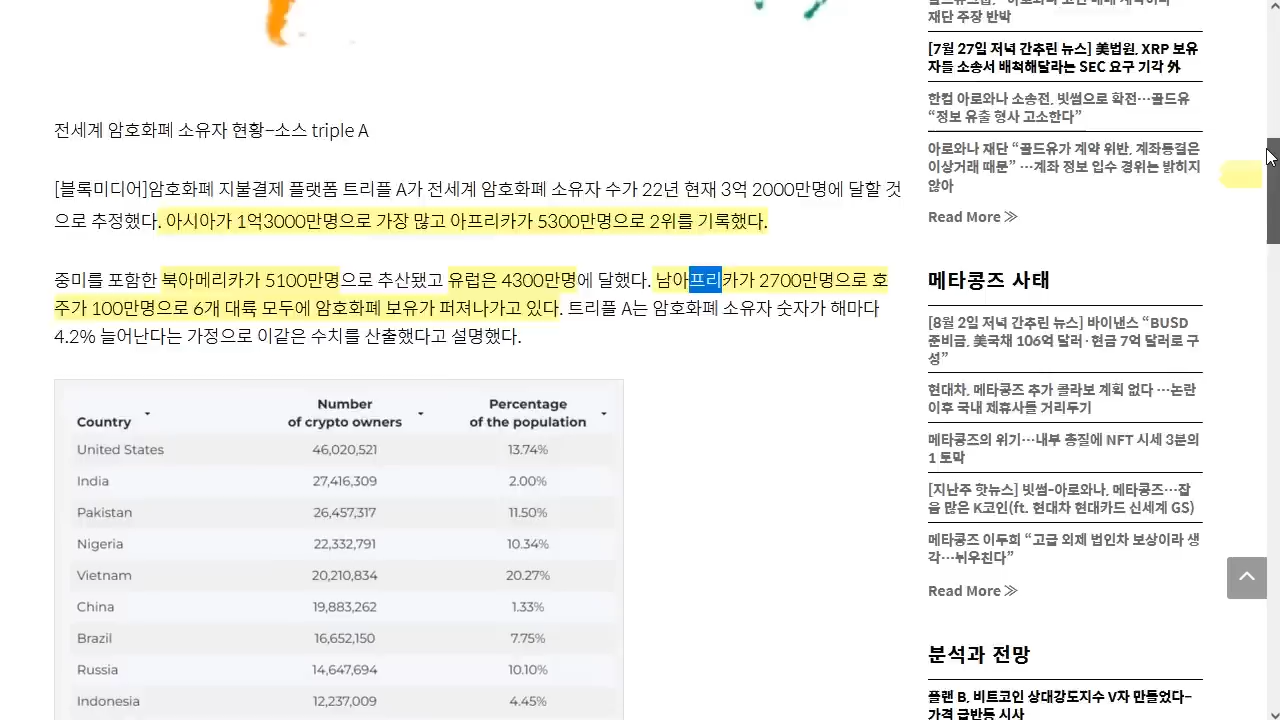 전세계 암호화폐 소유자 현황-소스 triple A
[블록미디어]암호화폐 지불결제 플랫폼 트리플 A가 전세계 암호화폐 소유자 수가 22년 현재 3억 2000만명에 달할 것
으로 추정했다. 아시아가 1억3000만명으로 가장 많고 아프리카가 5300만명으로 2위를 기록했다.
중미를 포함한 북아메리카가 5100만명으로 추산됐고 유럽은 4300만명에 달했다. 남아프리카가 2700만명으로 호
주가 100만명으로 6개 대륙 모두에 암호화폐 보유가 퍼져나가고 있다. 트리플 A는 암호화폐 소유자 숫자가 해마다
4.2% 늘어난다는 가정으로 이같은 수치를 산출했다고 설명했다.
Country Number of crypto owners Percentage of the population
United States 46,020,521 13.74%
India 27,416,309 2.00%
Pakistan 26,457,317 11.50%
Nigeria 22,332,791 10.34%
Vietnam 20,210,834 20.27%
China 19,883,262 1.33%
Brazil 16,652,150 7.75%
Russia 14,647,694 10.10%
Indonesia 12,237,009 4.45%
재단 주장 반박
[7월 27일 저녁 간추린 뉴스] 美법원, XRP 보유
자들 소송서 배척해달라는 SEC 요구 기각 外
한컴 아로와나 소송전, 빗썸으로 확전…골드유
“정보 유출 형사 고소한다”
아로와나 재단 “골드유가 계약 위반, 계좌동결은
이상거래 때문” …계좌 정보 입수 경위는 밝히지
않아
Read More ≫
메타콩즈 사태
[8월 2일 저녁 간추린 뉴스] 바이낸스 “BUSD
준비금, 美국채 106억 달러·현금 7억 달러로 구
성”
현대차, 메타콩즈 추가 콜라보 계획 없다 …논란
이후 국내 제휴사들 거리두기
메타콩즈의 위기…내부 총질에 NFT 시세 3분의
1 토막
[지난주 핫뉴스] 빗썸-아로와나, 메타콩즈…잡
음 많은 K코인(ft. 현대차 현대카드 신세계 GS)
메타콩즈 이두희 “고급 외제 법인차 보상이라 생
각…뉘우친다”
Read More ≫
분석과 전망
플랜 B, 비트코인 상대강도지수 V자 만들었다-
가격 급반등 시사